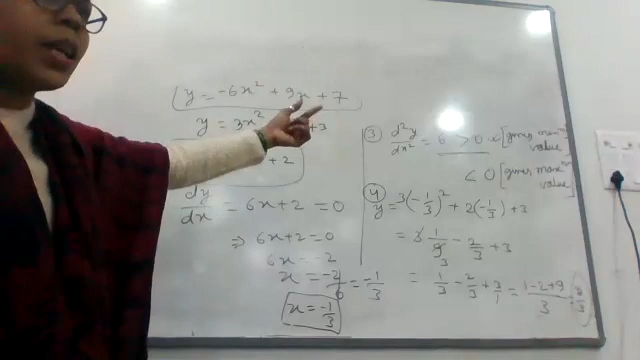 y = -6x² + 9x + 7
y = 3x² +3
+ 2
dy/dx = 6x+2 = 0
⇒ 6x+2 = 0
6x = -2
x = -2/6 = -1/3
x = -1/3
③ d²y/dx² = 6 > 0 [gives value]
< 0 [gives max^m value]
④ y = 3(-1/3)² + 2(-1/3) + 3
= 3 1/9 - 2/3 + 3
3
= 1/3 - 2/3 + 3/1 = 1-2+9/3 = 8/3